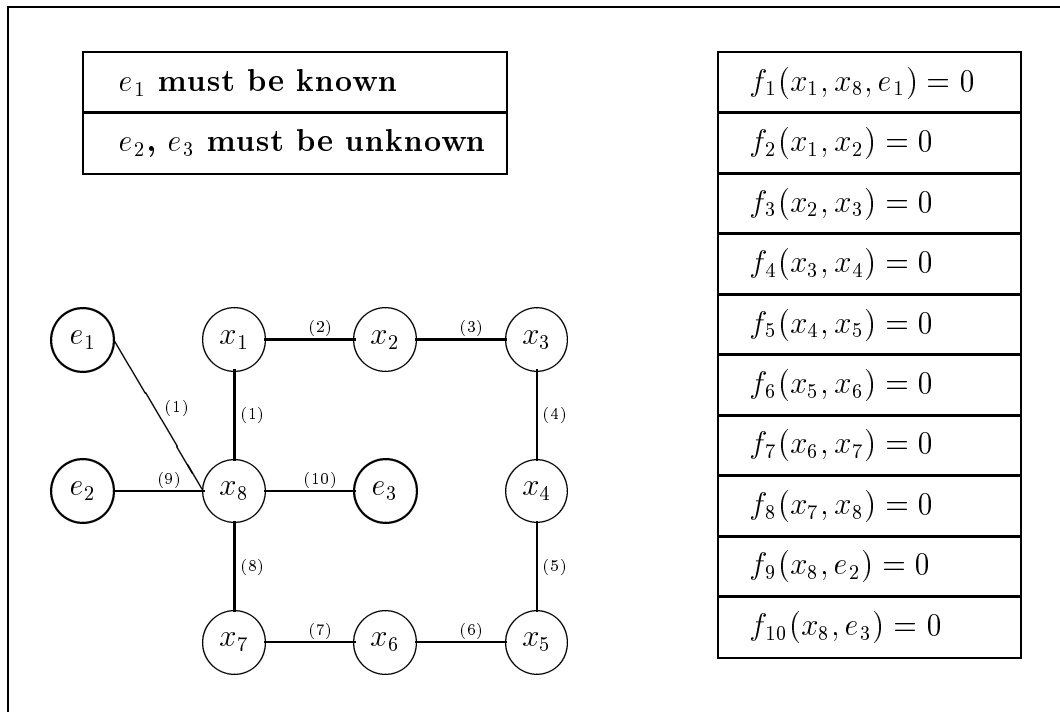 e₁ must be known
e₂, e₃ must be unknown
f₁(x₁, x₈, e₁) = 0
f₂(x₁, x₂) = 0
f₃(x₂, x₃) = 0
f₄(x₃, x₄) = 0
f₅(x₄, x₅) = 0
f₆(x₅, x₆) = 0
f₇(x₆, x₇) = 0
f₈(x₇, x₈) = 0
f₉(x₈, e₂) = 0
f₁₀(x₈, e₃) = 0
e₁ x₁ (2) x₂ (3) x₃
(1) (1) (4)
e₂ (9) x₈ (10) e₃ x₄
(8) (5)
x₇ (7) x₆ (6) x₅